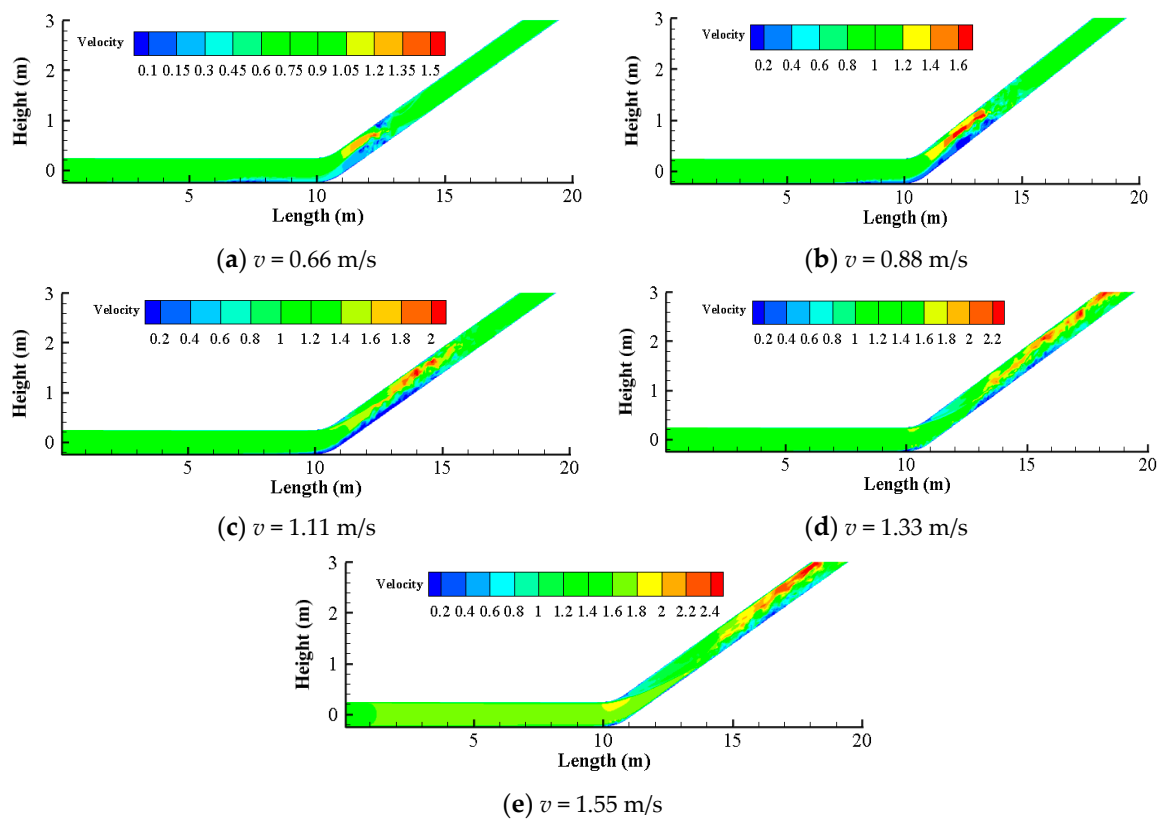 Velocity
0.1 0.15 0.3 0.45 0.6 0.75 0.9 1.05 1.2 1.35 1.5
Height (m)
3
2
1
0
5 10 15 20
Length (m)
(a) v = 0.66 m/s
Velocity
0.2 0.4 0.6 0.8 1 1.2 1.4 1.6
Height (m)
3
2
1
0
5 10 15 20
Length (m)
(b) v = 0.88 m/s
Velocity
0.2 0.4 0.6 0.8 1 1.2 1.4 1.6 1.8 2
Height (m)
3
2
1
0
5 10 15 20
Length (m)
(c) v = 1.11 m/s
Velocity
0.2 0.4 0.6 0.8 1 1.2 1.4 1.6 1.8 2 2.2
Height (m)
3
2
1
0
5 10 15 20
Length (m)
(d) v = 1.33 m/s
Velocity
0.2 0.4 0.6 0.8 1 1.2 1.4 1.6 1.8 2 2.2 2.4
Height (m)
3
2
1
0
5 10 15 20
Length (m)
(e) v = 1.55 m/s